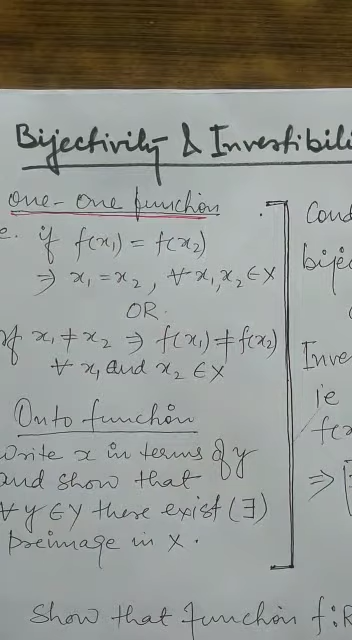 Bijectivity & Investibili
one-one function
e. if f(x₁) = f(x₂)
⇒ x₁ = x₂, ∀ x₁, x₂ ∈ X
OR.
if x₁ ≠ x₂ ⇒ f(x₁) ≠ f(x₂)
∀ x₁ and x₂ ∈ X
Onto function
write x in terms of y
and show that
∀ y ∈ Y there exist (∃)
preimage in X.
Cond
bijec
Inve
ie
f(x
⇒
Show that function f: R